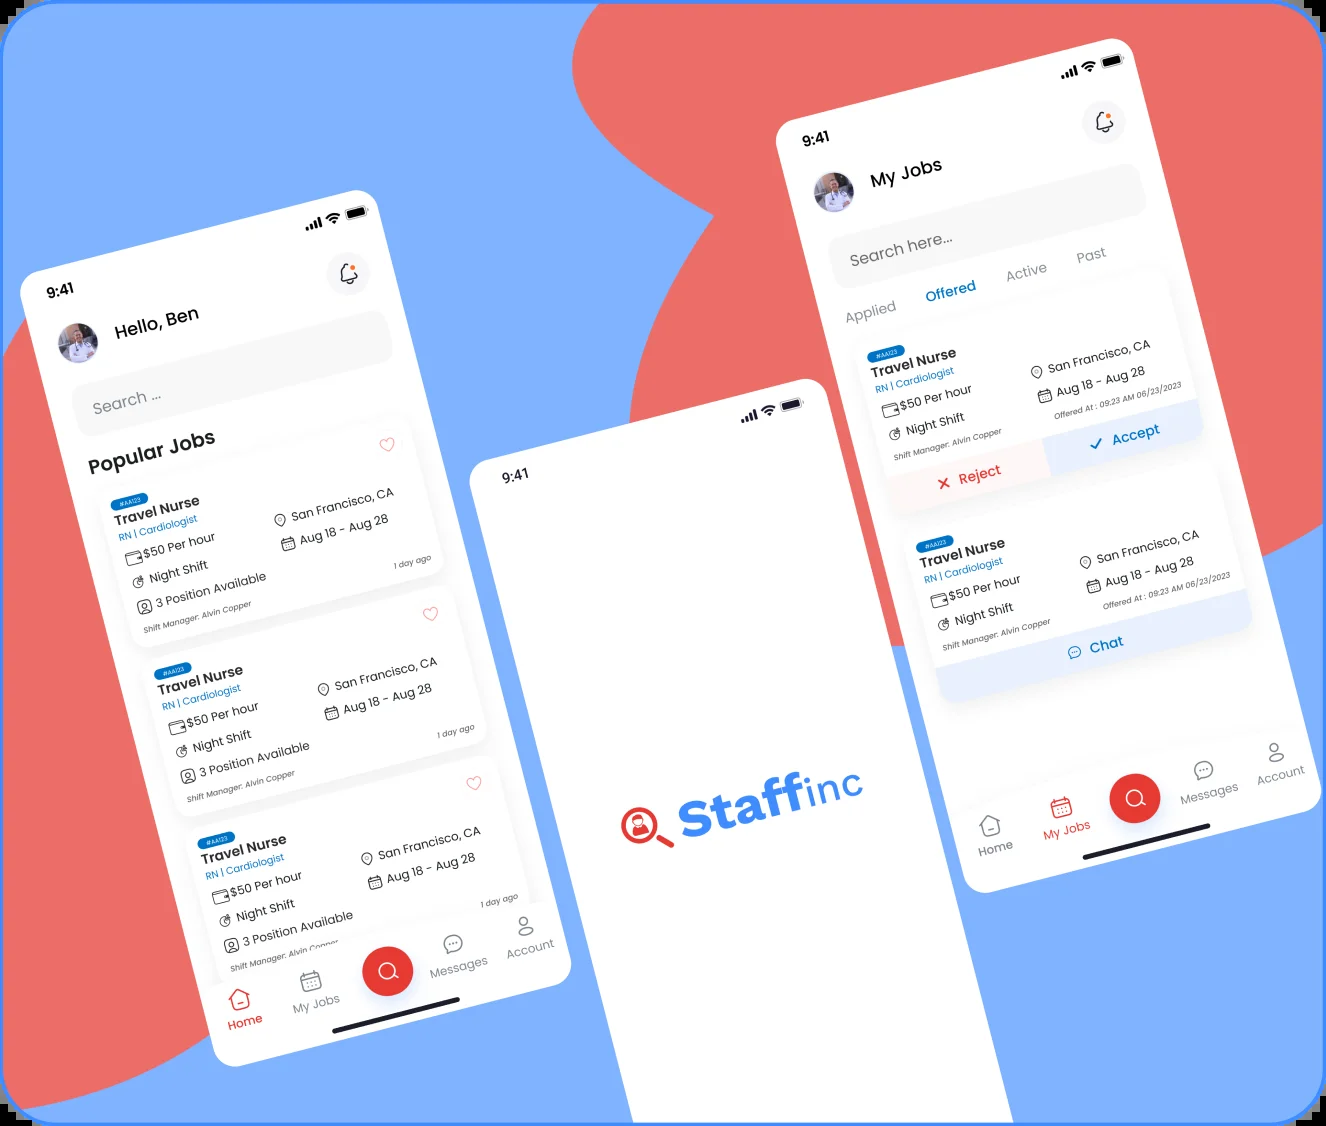 9:41
Hello, Ben
Search ...
Popular Jobs
#AA123
Travel Nurse
RN | Cardiologist
$50 Per hour
San Francisco, CA
Night Shift
Aug 18 - Aug 28
3 Position Available
1 day ago
Shift Manager: Alvin Copper
#AA123
Travel Nurse
RN | Cardiologist
$50 Per hour
San Francisco, CA
Night Shift
Aug 18 - Aug 28
3 Position Available
1 day ago
Shift Manager: Alvin Copper
#AA123
Travel Nurse
RN | Cardiologist
$50 Per hour
San Francisco, CA
Night Shift
Aug 18 - Aug 28
3 Position Available
1 day ago
Shift Manager: Alvin Copper
Home
My Jobs
Messages
Account
9:41
Staffinc
9:41
My Jobs
Search here...
Applied
Offered
Active
Past
#AA123
Travel Nurse
RN | Cardiologist
$50 Per hour
San Francisco, CA
Night Shift
Aug 18 - Aug 28
Shift Manager: Alvin Copper
Offered At : 09:23 AM 06/23/2023
Reject
Accept
#AA123
Travel Nurse
RN | Cardiologist
$50 Per hour
San Francisco, CA
Night Shift
Aug 18 - Aug 28
Shift Manager: Alvin Copper
Offered At : 09:23 AM 06/23/2023
Chat
Home
My Jobs
Messages
Account